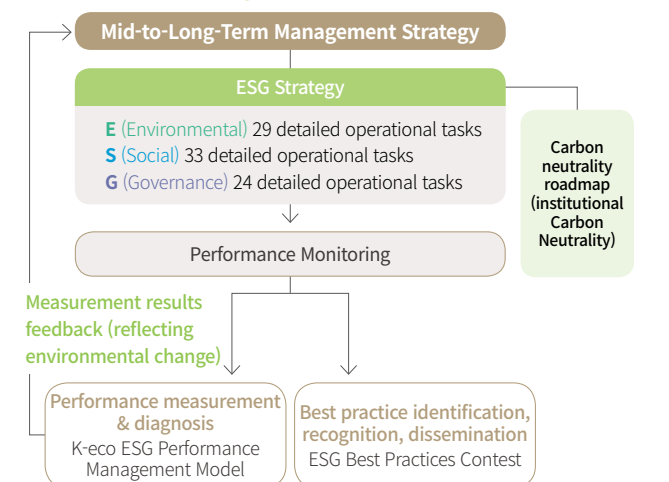 Mid-to-Long-Term Management Strategy
ESG Strategy
E (Environmental) 29 detailed operational tasks
S (Social) 33 detailed operational tasks
G (Governance) 24 detailed operational tasks
Carbon
neutrality
roadmap
(institutional
Carbon
Neutrality)
Performance Monitoring
Measurement results
feedback (reflecting
environmental change)
Performance measurement
& diagnosis
K-eco ESG Performance
Management Model
Best practice identification,
recognition, dissemination
ESG Best Practices Contest